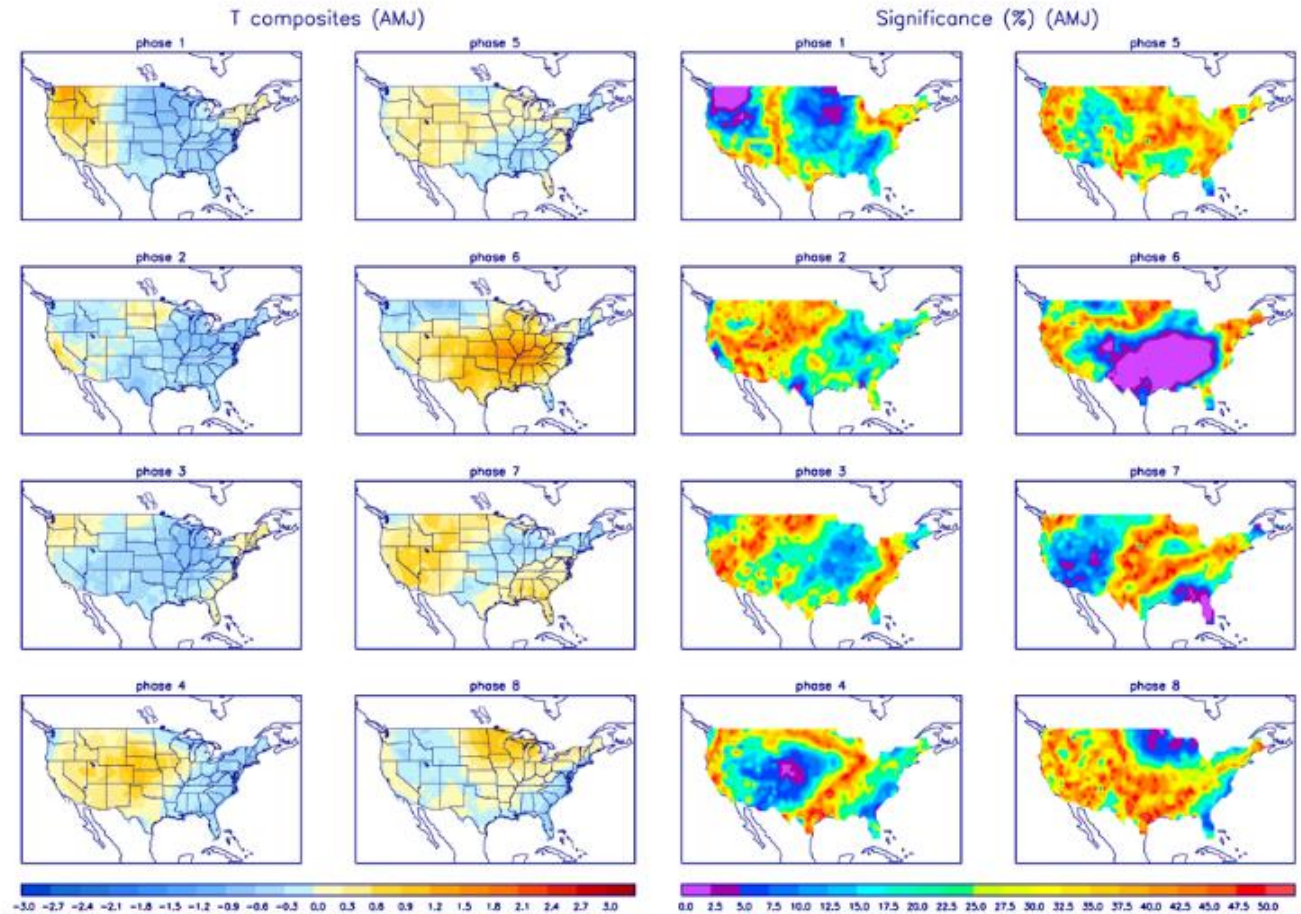 T composites (AMJ)
Significance (%) (AMJ)
phase 1
phase 5
phase 1
phase 5
phase 2
phase 6
phase 2
phase 6
phase 3
phase 7
phase 3
phase 7
phase 4
phase 8
phase 4
phase 8
-3.0 -2.7 -2.4 -2.1 -1.8 -1.5 -1.2 -0.9 -0.6 -0.3 0.0 0.3 0.6 0.9 1.2 1.5 1.8 2.1 2.4 2.7 3.0
0.0 2.5 5.0 7.5 10.0 12.5 15.0 17.5 20.0 22.5 25.0 27.5 30.0 32.5 35.0 37.5 40.0 42.5 45.0 47.5 50.0